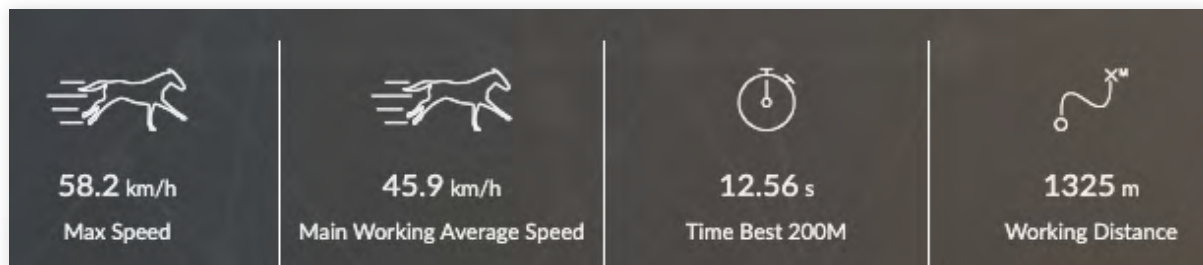 XM
58.2 km/h
45.9 km/h
12.56 s
1325 m
Max Speed
Main Working Average Speed
Time Best 200M
Working Distance